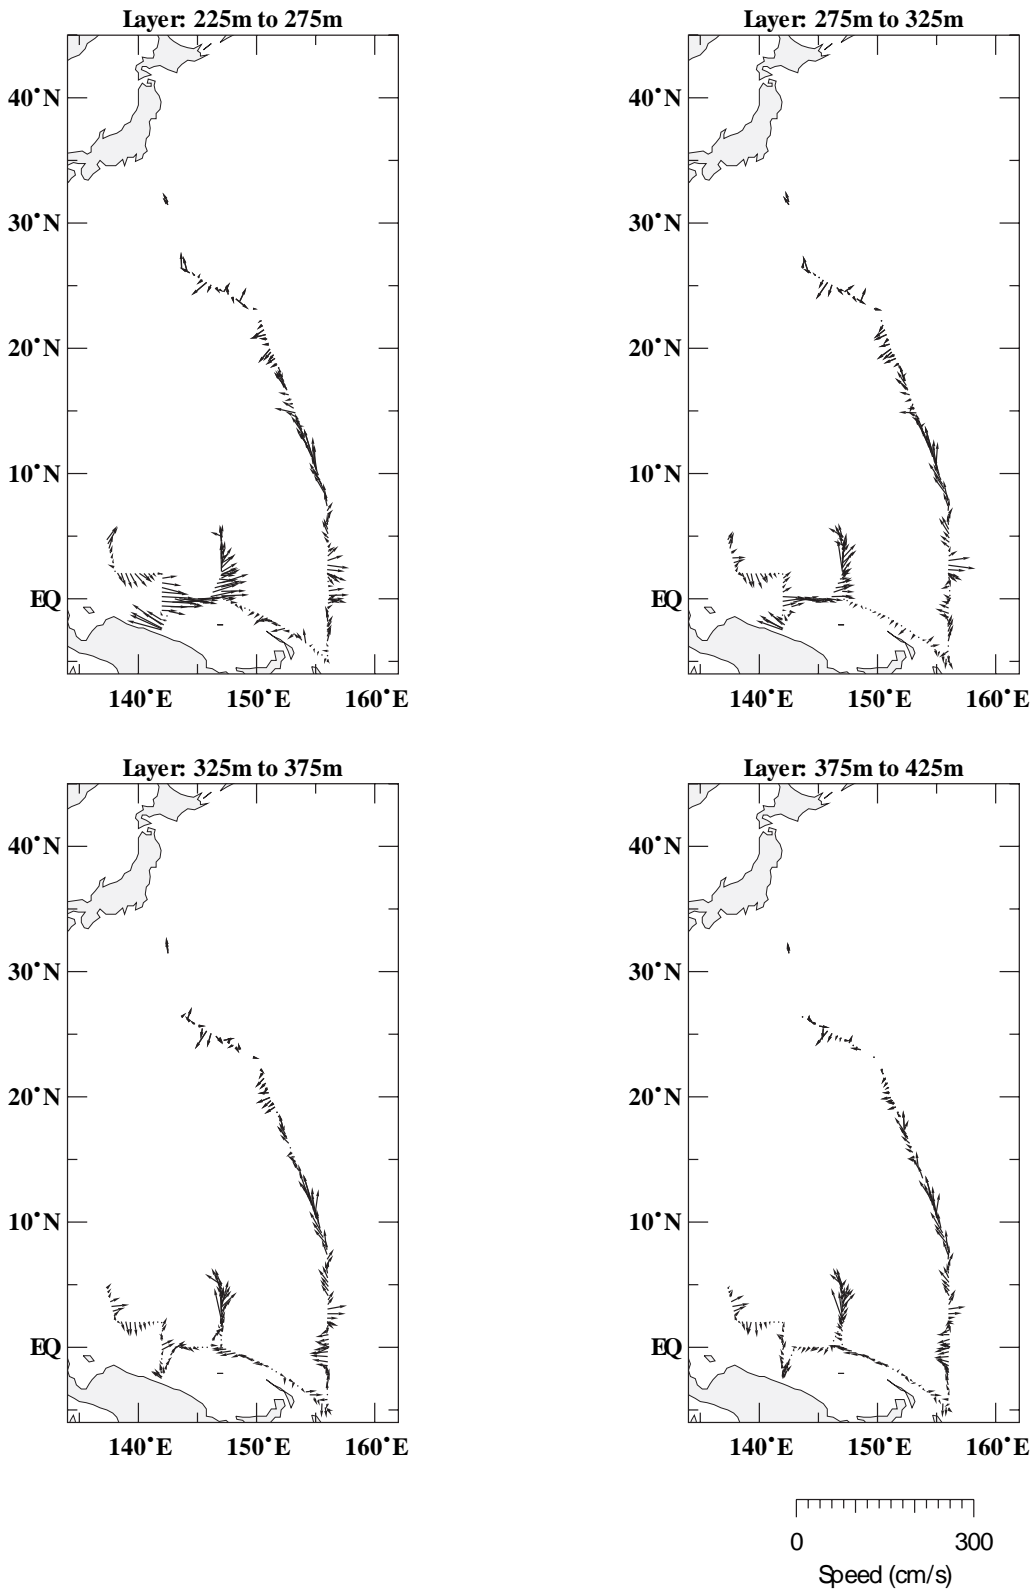 Layer: 225m to 275m
Layer: 275m to 325m
40°N
30°N
20°N
10°N
EQ
140°E 150°E 160°E
40°N
30°N
20°N
10°N
EQ
140°E 150°E 160°E
Layer: 325m to 375m
Layer: 375m to 425m
40°N
30°N
20°N
10°N
EQ
140°E 150°E 160°E
40°N
30°N
20°N
10°N
EQ
140°E 150°E 160°E
0 300
Speed (cm/s)